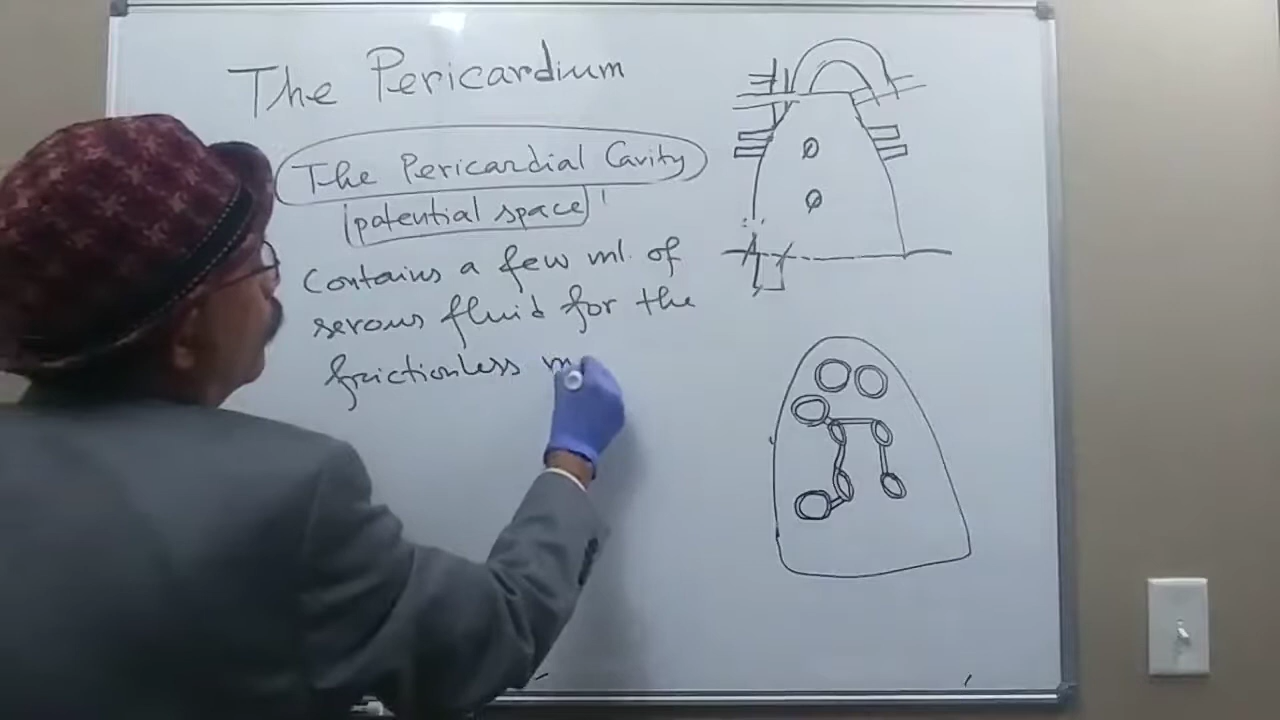 The Pericardium
The Pericardial Cavity
(potential space)
Contains a few ml. of
serous fluid for the
frictionless m